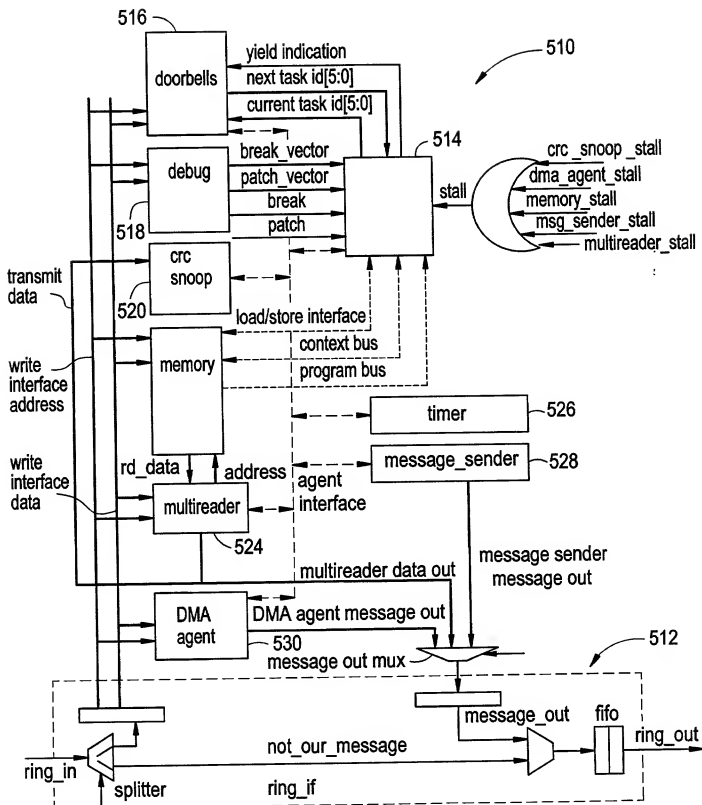 516
doorbells
yield indication
next task id[5:0]
current task id[5:0]
510
514
debug
518
break_vector
patch_vector
break
patch
stall
crc_snoop_stall
dma_agent_stall
memory_stall
msg_sender_stall
multireader_stall
crc
snoop
520
transmit
data
load/store interface
context bus
program bus
memory
write
interface
address
timer
526
message_sender
528
rd_data
address
agent
interface
write
interface
data
multireader
524
message sender
message out
multireader data out
DMA
agent
530
DMA agent message out
message out mux
512
message_out
fifo
ring_out
ring_in
splitter
not_our_message
ring_if